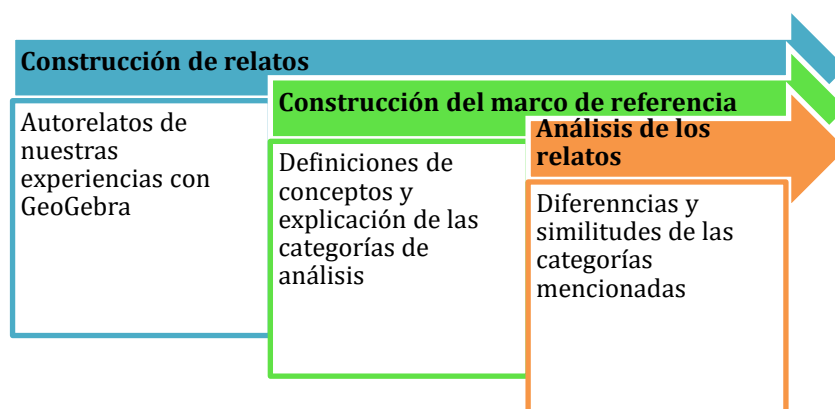 Construcción de relatos
Autorelatos de
nuestras
experiencias con
GeoGebra
Construcción del marco de referencia
Definiciones de
conceptos y
explicación de las
categorías de
análisis
Análisis de los
relatos
Diferenncias y
similitudes de las
categorías
mencionadas